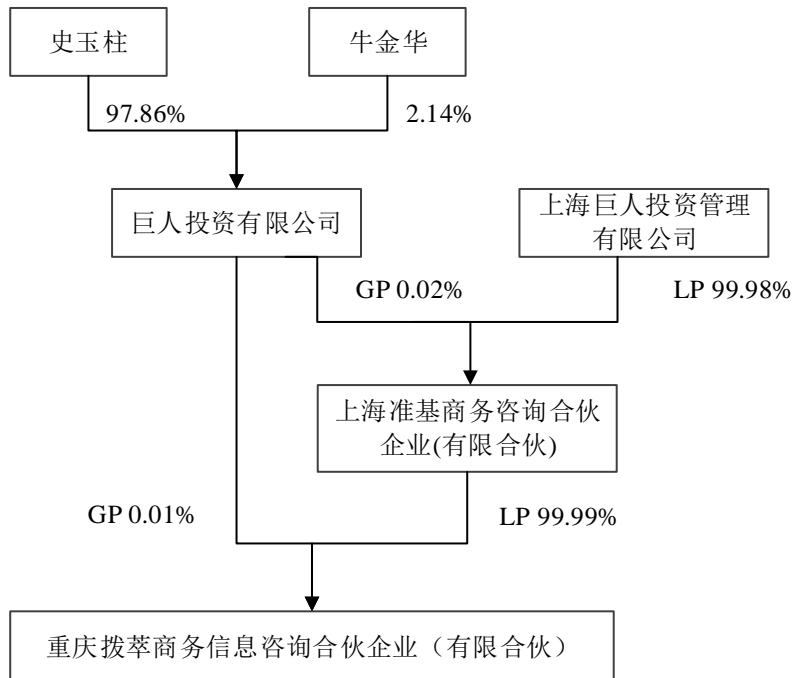 史玉柱
牛金华
97.86%
2.14%
巨人投资有限公司
上海巨人投资管理
有限公司
GP 0.02%
LP 99.98%
上海准基商务咨询合伙
企业(有限合伙)
GP 0.01%
LP 99.99%
重庆拨萃商务信息咨询合伙企业（有限合伙）